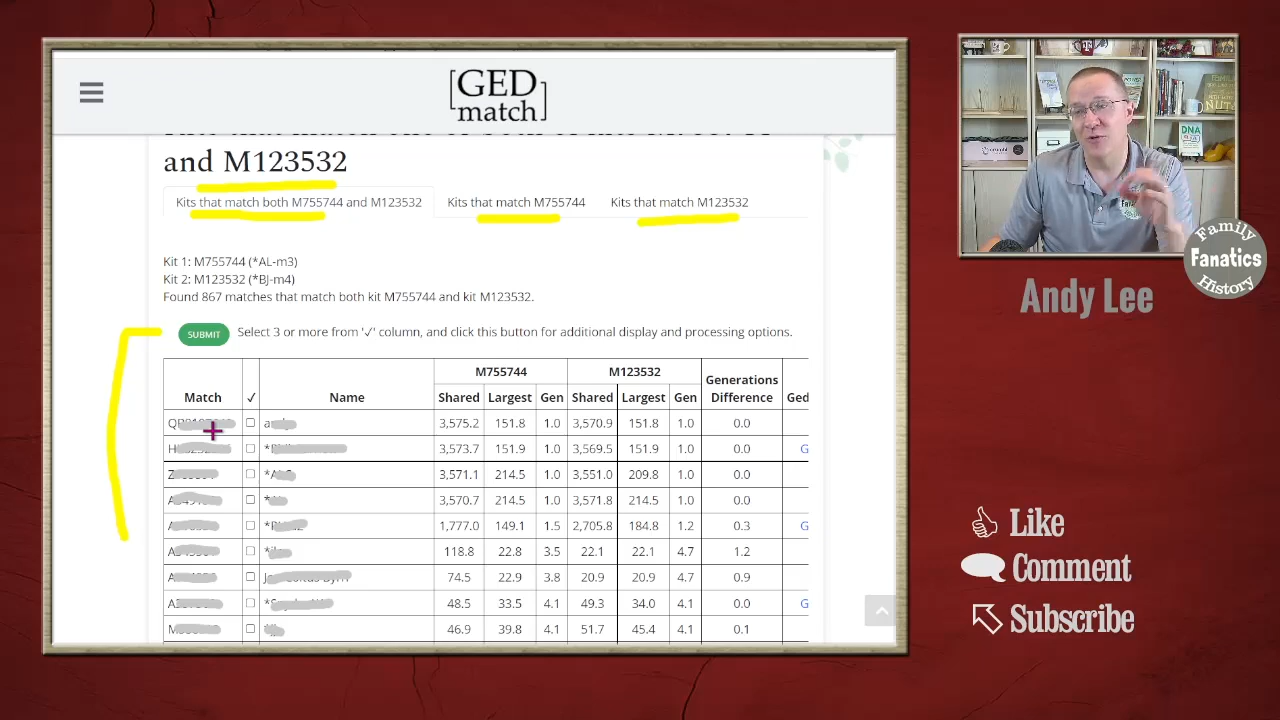 [GED
match]
and M123532
Kits that match both M755744 and M123532 Kits that match M755744 Kits that match M123532
Kit 1: M755744 (*AL-m3)
Kit 2: M123532 (*BJ-m4)
Found 867 matches that match both kit M755744 and kit M123532.
SUBMIT Select 3 or more from '✓' column, and click this button for additional display and processing options.
M755744 M123532 Generations
Match ✓ Name Shared Largest Gen Shared Largest Gen Difference Ged
3,575.2 151.8 1.0 3,570.9 151.8 1.0 0.0
3,573.7 151.9 1.0 3,569.5 151.9 1.0 0.0 G
3,571.1 214.5 1.0 3,551.0 209.8 1.0 0.0
3,570.7 214.5 1.0 3,571.8 214.5 1.0 0.0
1,777.0 149.1 1.5 2,705.8 184.8 1.2 0.3 G
118.8 22.8 3.5 22.1 22.1 4.7 1.2
74.5 22.9 3.8 20.9 20.9 4.7 0.9
48.5 33.5 4.1 49.3 34.0 4.1 0.0 G
46.9 39.8 4.1 51.7 45.4 4.1 0.1
DNA
Family
Fanatics
History
Andy Lee
Like
Comment
Subscribe